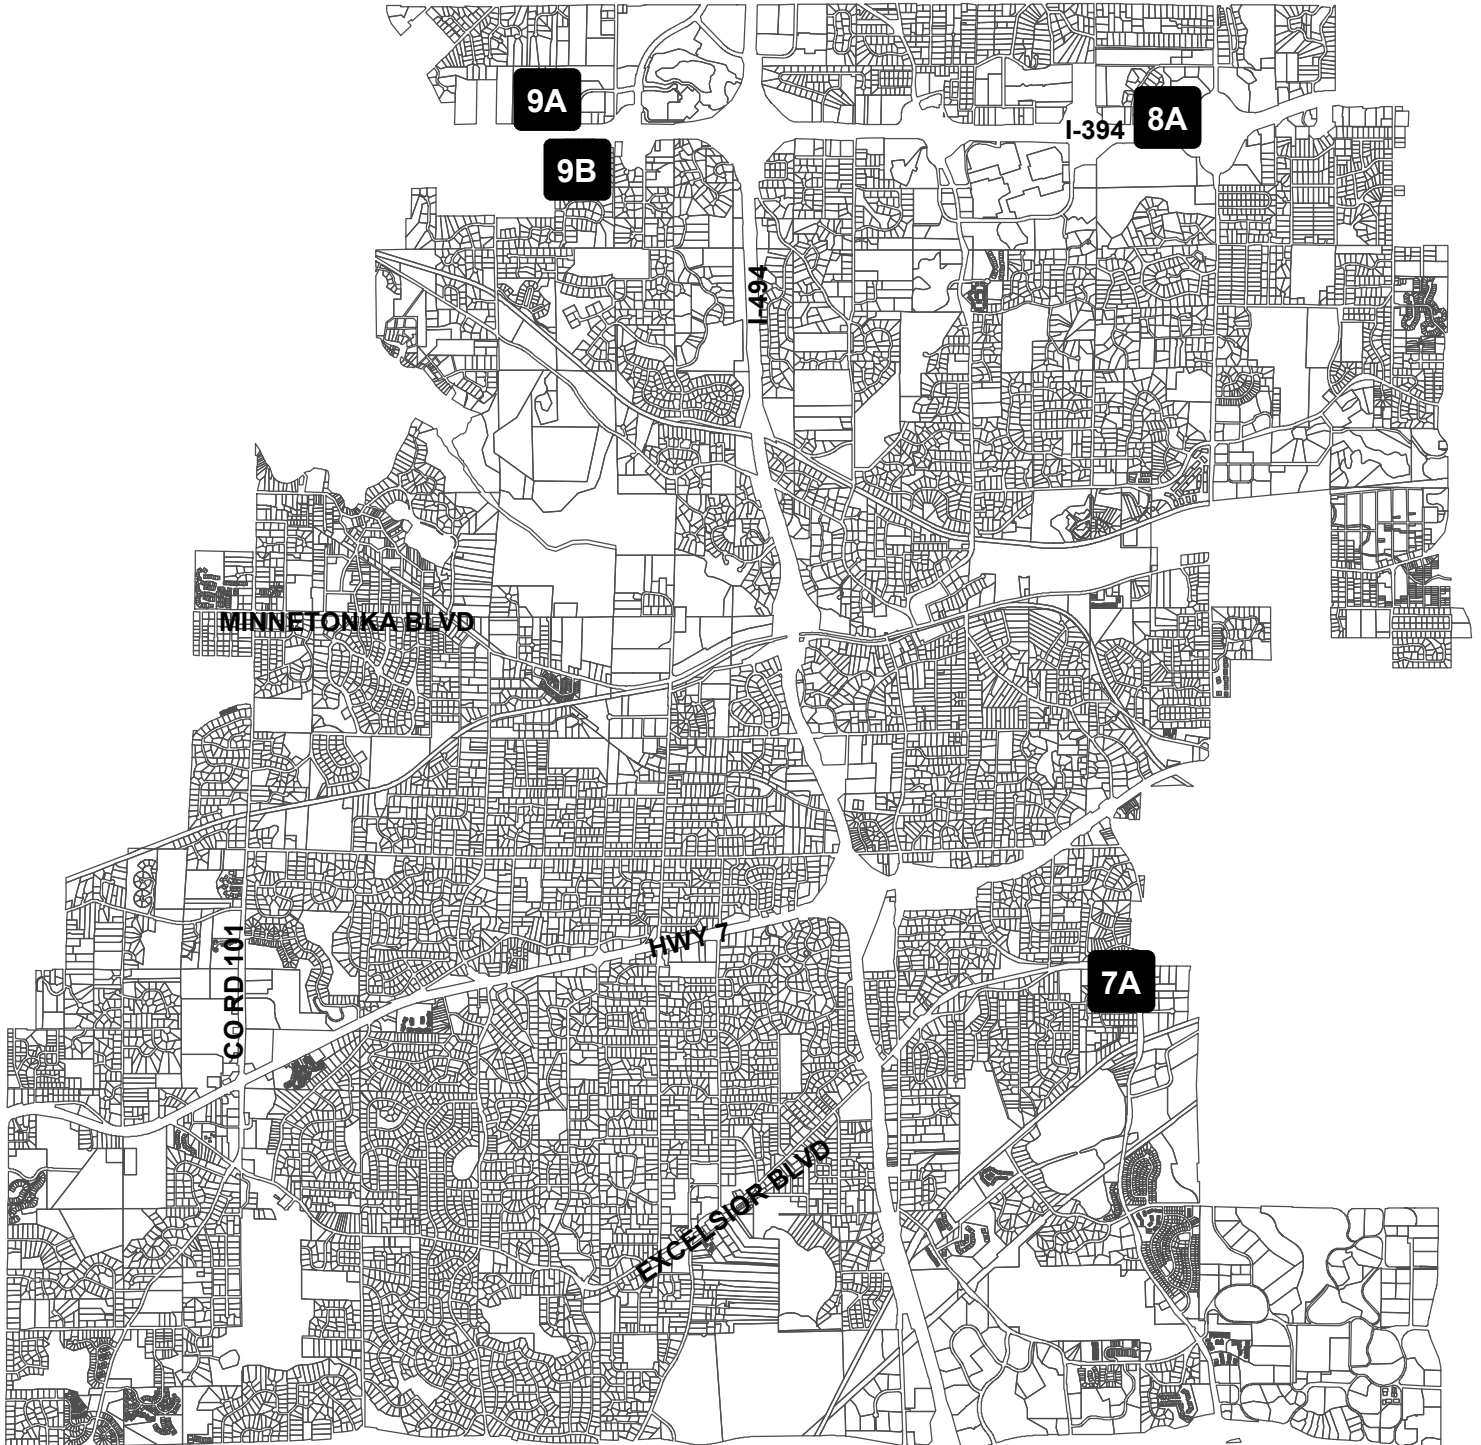 9A
8A
I-394
9B
I-494
MINNETONKA BLVD
HWY 7
CO RD 101
7A
EXCELSIOR BLVD